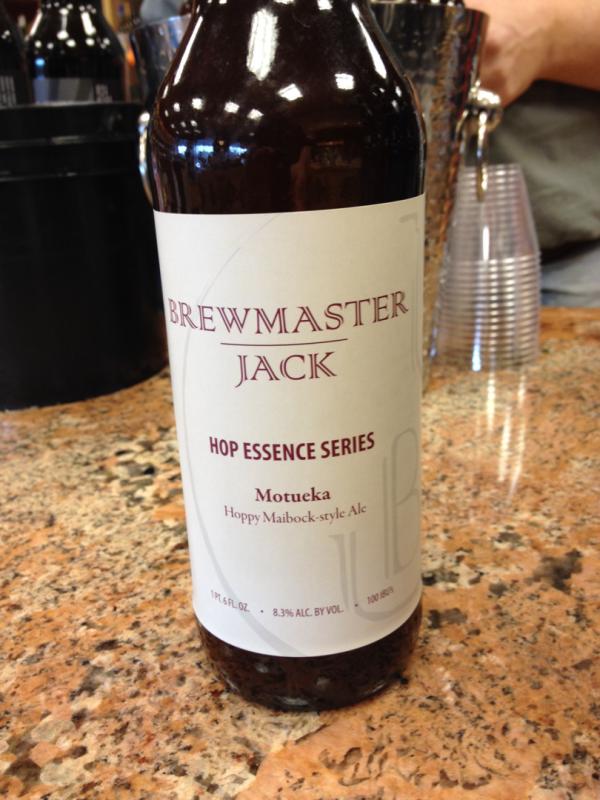 BREWMASTER
JACK
HOP ESSENCE SERIES
Motueka
Hoppy Maibock-style Ale
1 PT. 6 FL. OZ. • 8.3% ALC. BY VOL. • 100 IBU's